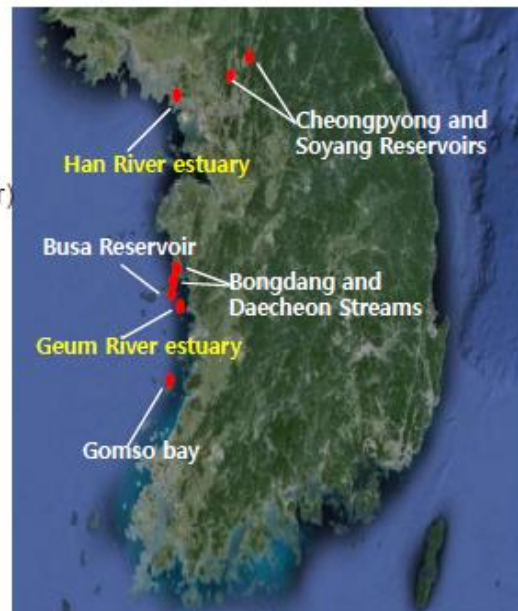 Cheongpyong and
Soyang Reservoirs
Han River estuary
r)
Busa Reservoir
Bongdang and
Daecheon Streams
Geum River estuary
Gomso bay